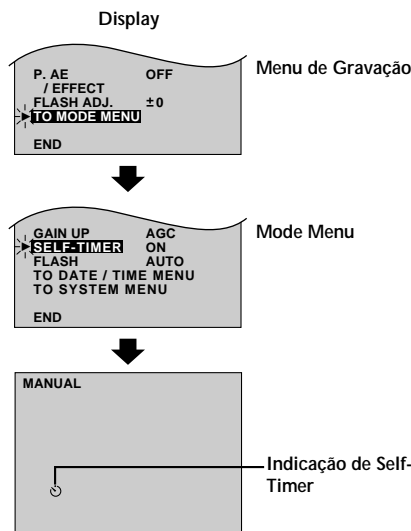 Display
P. AE OFF
/ EFFECT
FLASH ADJ. ±0
TO MODE MENU
END
Menu de Gravação
GAIN UP AGC
SELF-TIMER ON
FLASH AUTO
TO DATE / TIME MENU
TO SYSTEM MENU
END
Mode Menu
MANUAL
Indicação de Self-
Timer